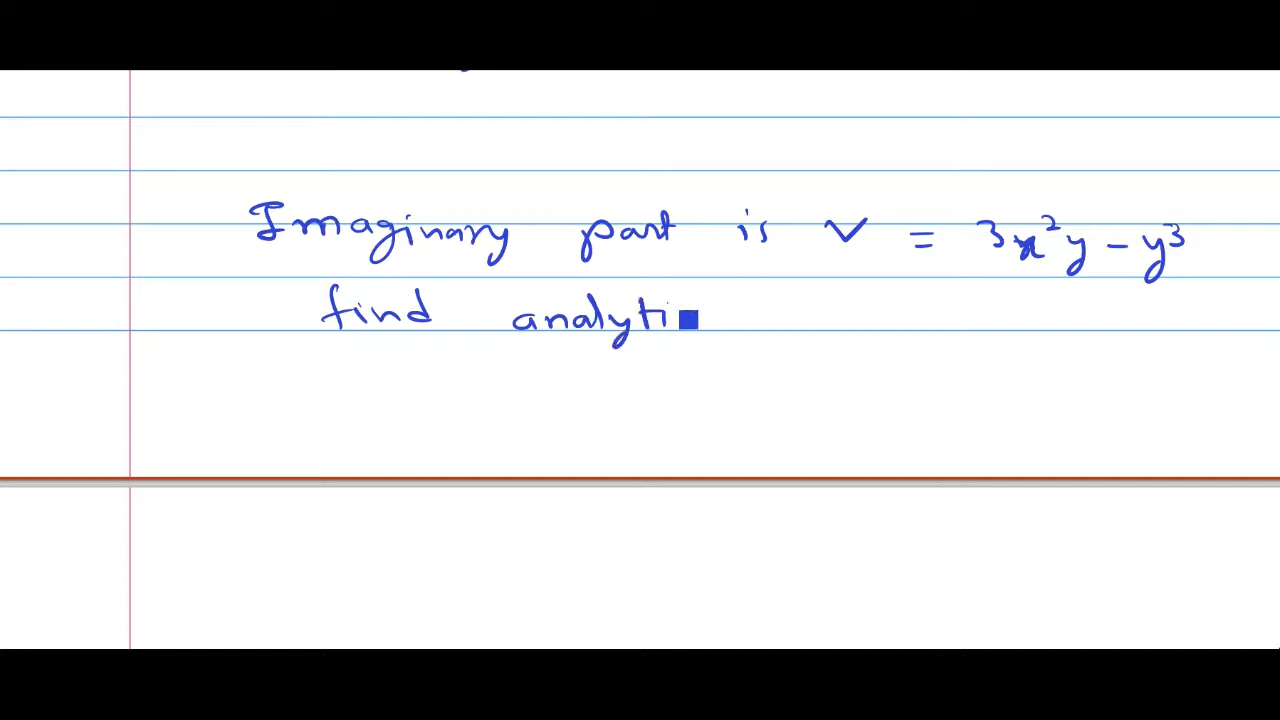 Imaginary part is v = 3x²y - y³
find analyti